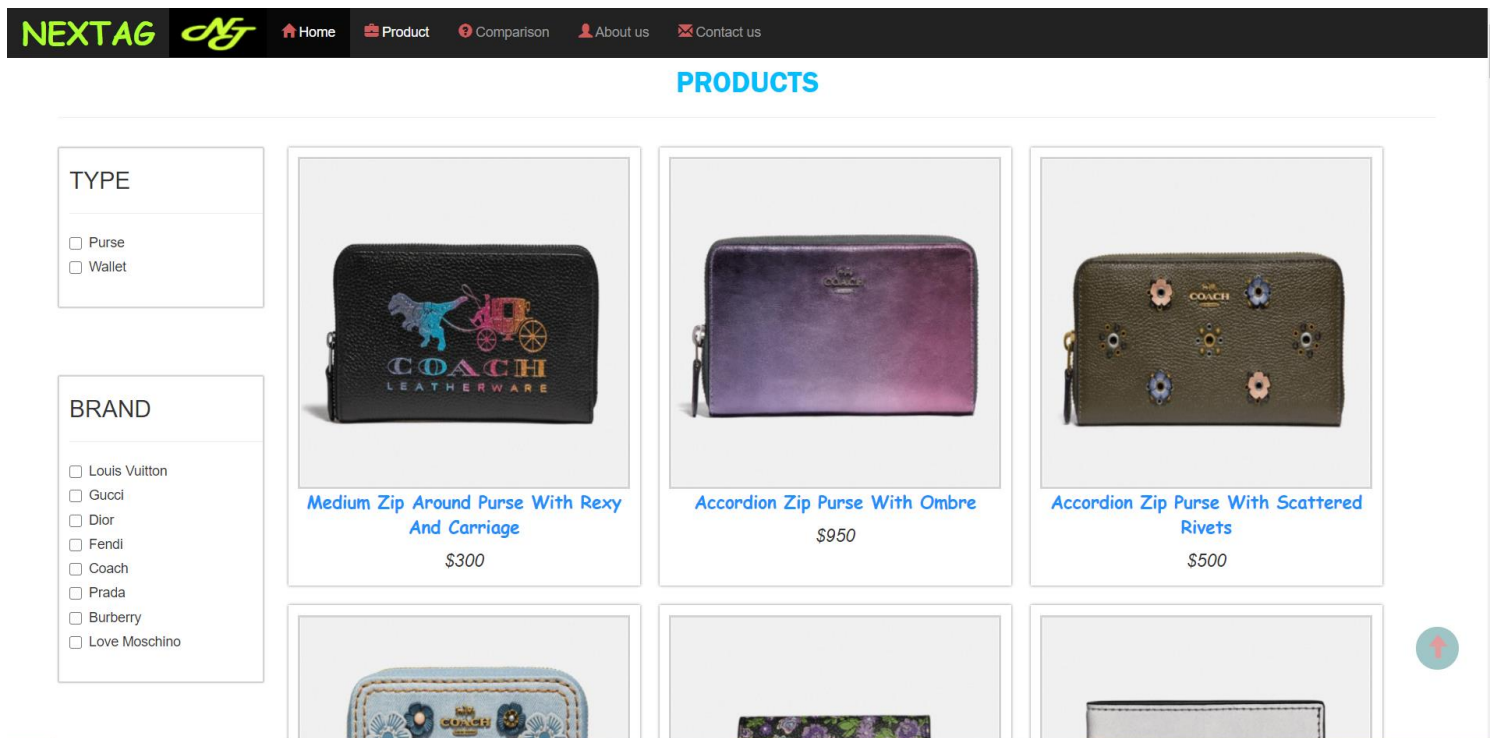 NEXTAG NJ Home Product Comparison About us Contact us
PRODUCTS
TYPE
Purse
Wallet
BRAND
Louis Vuitton
Gucci
Dior
Fendi
Coach
Prada
Burberry
Love Moschino
COACH
LEATHERWARE
Medium Zip Around Purse With Rexy
And Carriage
$300
COACH
Accordion Zip Purse With Ombre
$950
COACH
Accordion Zip Purse With Scattered
Rivets
$500
COACH